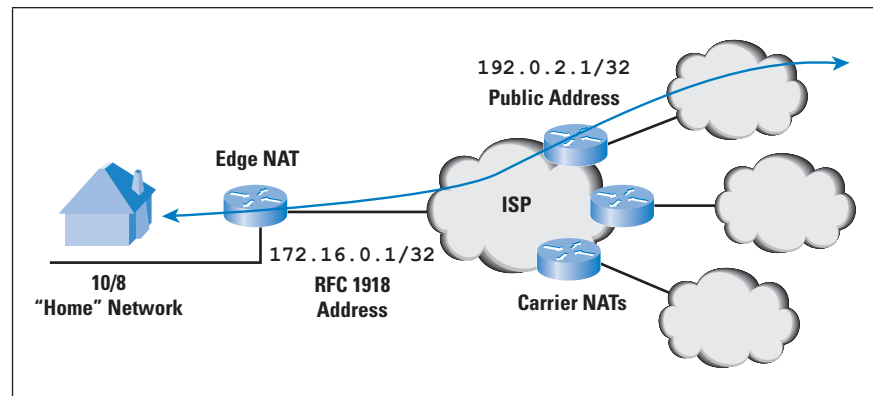 192.0.2.1/32
Public Address
Edge NAT
ISP
172.16.0.1/32
RFC 1918
Address
10/8
“Home” Network
Carrier NATs